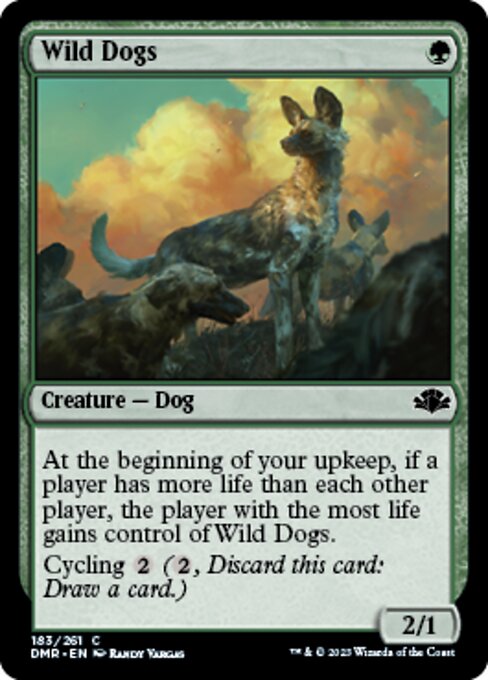 Wild Dogs
Creature — Dog
At the beginning of your upkeep, if a
player has more life than each other
player, the player with the most life
gains control of Wild Dogs.
Cycling 2 (2, Discard this card:
Draw a card.)
2/1
183/261 C
DMR • EN Randy Vargas
™ & © 2023 Wizards of the Coast